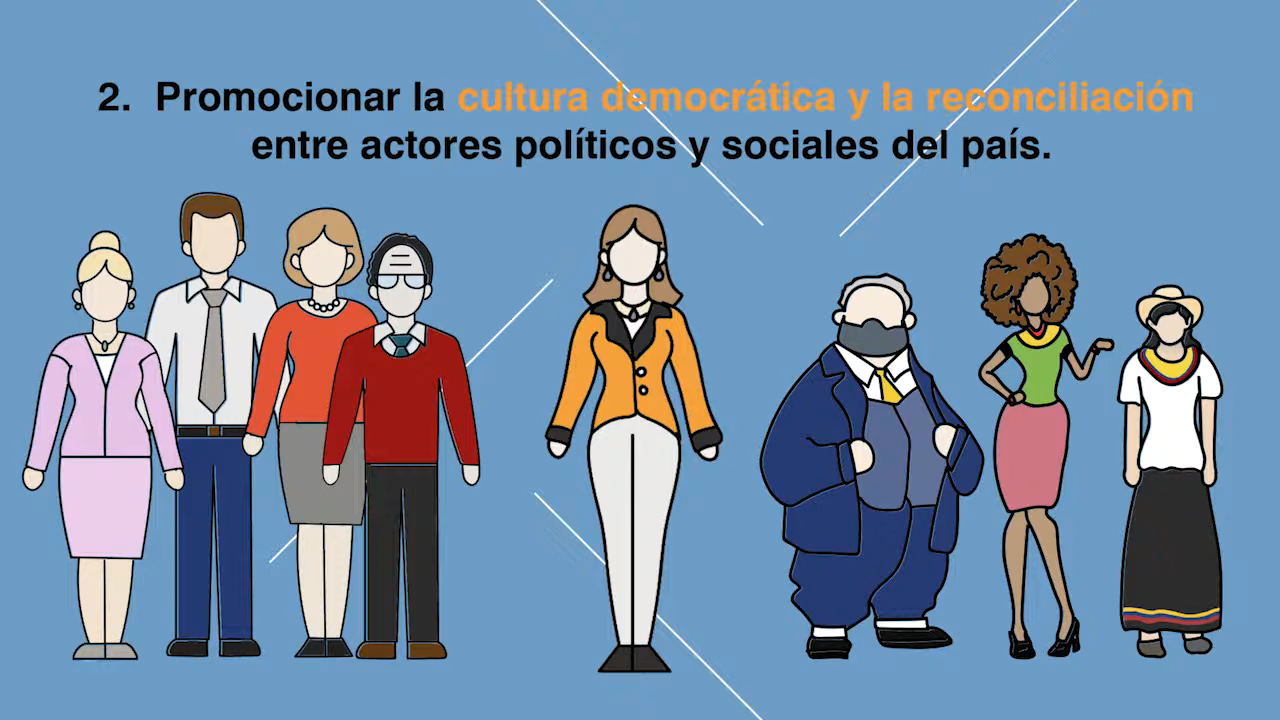 2. Promocionar la cultura democrática y la reconciliación
entre actores políticos y sociales del país.